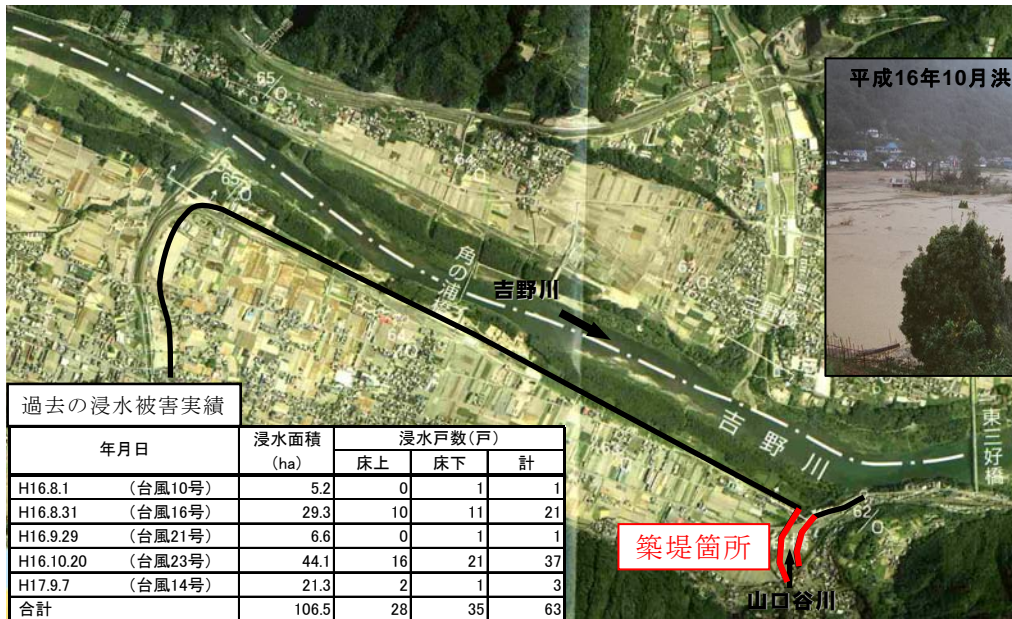 65/0
平成16年10月洪
64/0
65/0
角の浦
63/0
吉野川
吉野川
東三好橋
62/0
築堤箇所
山口谷川
過去の浸水被害実績
年月日 浸水面積(ha) 浸水戸数(戸)
床上 床下 計
H16.8.1 (台風10号) 5.2 0 1 1
H16.8.31 (台風16号) 29.3 10 11 21
H16.9.29 (台風21号) 6.6 0 1 1
H16.10.20 (台風23号) 44.1 16 21 37
H17.9.7 (台風14号) 21.3 2 1 3
合計 106.5 28 35 63